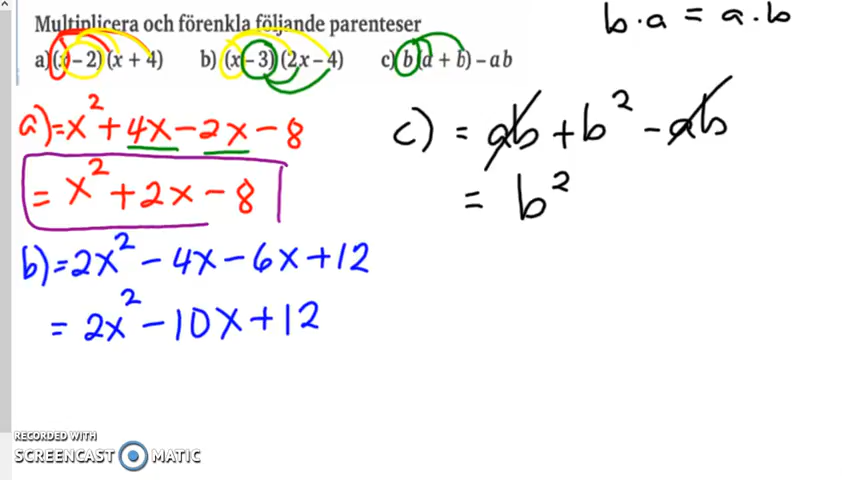 Multiplicera och förenkla följande parenteser
b · a = a · b
a) (x − 2)(x + 4) b) (x − 3)(2x − 4) c) b(a + b) − ab
a) = x² + 4x − 2x − 8
= x² + 2x − 8
b) = 2x² − 4x − 6x + 12
= 2x² − 10x + 12
c) = ab + b² − ab
= b²
RECORDED WITH
SCREENCAST MATIC